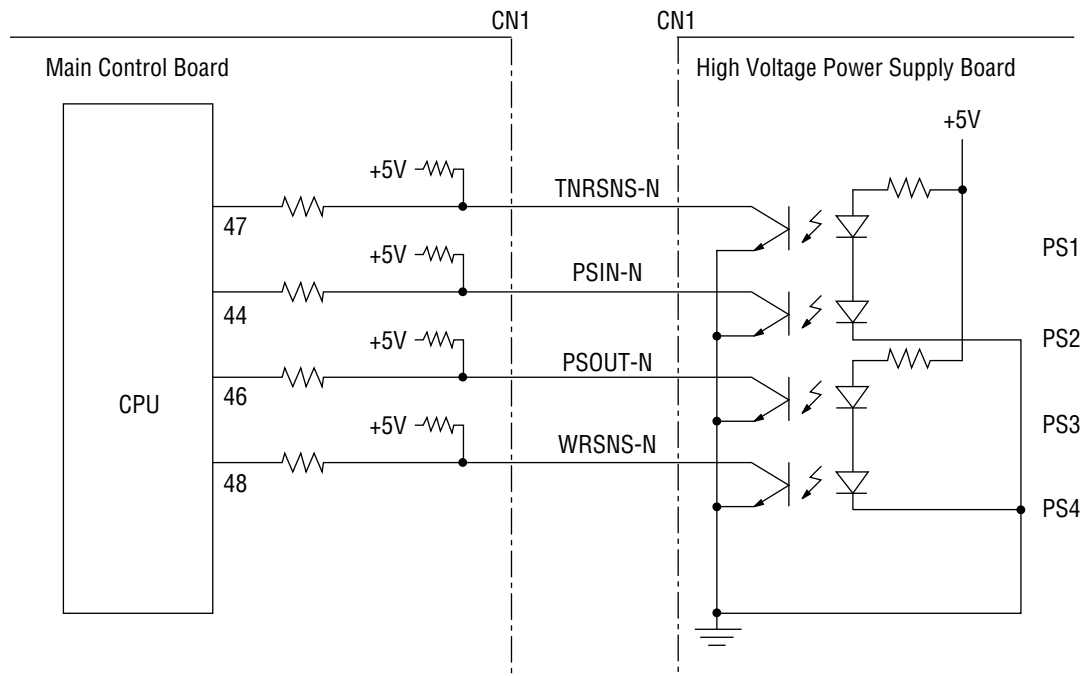 CN1
CN1
Main Control Board
High Voltage Power Supply Board
+5V
+5V
TNRSNS-N
47
PS1
+5V
PSIN-N
44
PS2
+5V
PSOUT-N
CPU
46
PS3
+5V
WRSNS-N
48
PS4